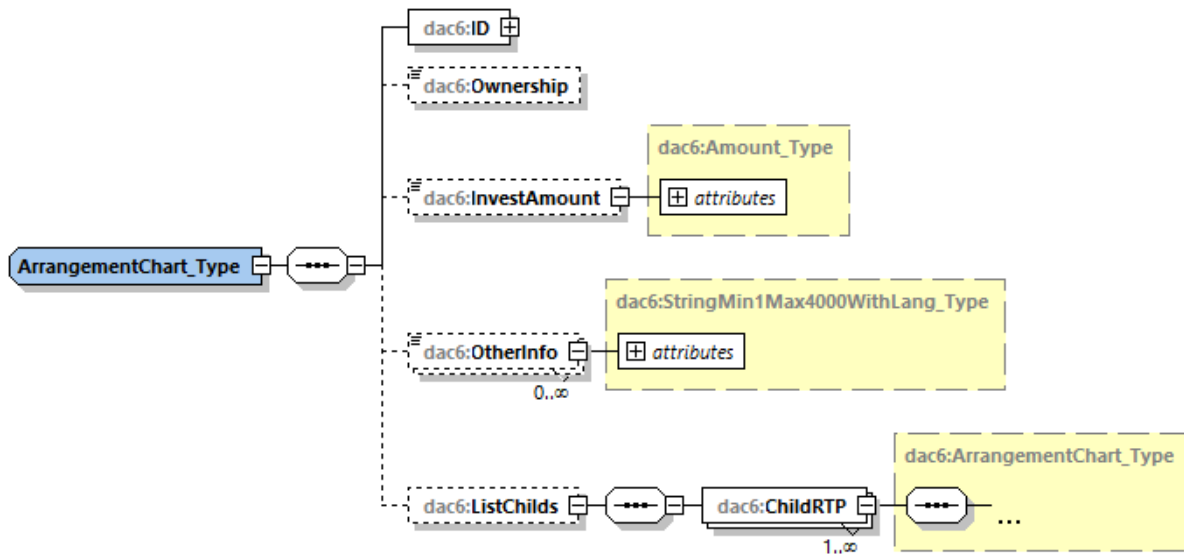 dac6:ID
dac6:Ownership
dac6:Amount_Type
dac6:InvestAmount
attributes
ArrangementChart_Type
dac6:StringMin1Max4000WithLang_Type
dac6:OtherInfo
attributes
0..∞
dac6:ArrangementChart_Type
dac6:ListChilds
dac6:ChildRTP
...
1..∞